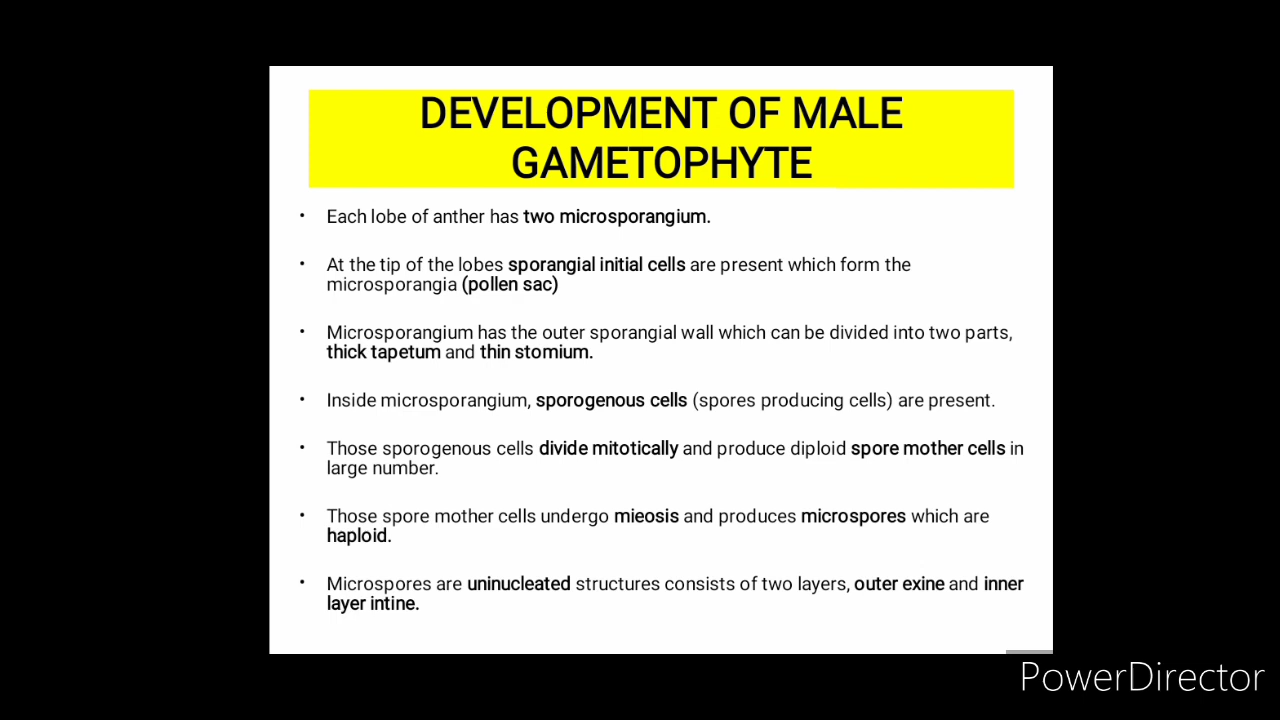 DEVELOPMENT OF MALE
GAMETOPHYTE
• Each lobe of anther has two microsporangium.
• At the tip of the lobes sporangial initial cells are present which form the
microsporangia (pollen sac)
• Microsporangium has the outer sporangial wall which can be divided into two parts,
thick tapetum and thin stomium.
• Inside microsporangium, sporogenous cells (spores producing cells) are present.
• Those sporogenous cells divide mitotically and produce diploid spore mother cells in
large number.
• Those spore mother cells undergo mieosis and produces microspores which are
haploid.
• Microspores are uninucleated structures consists of two layers, outer exine and inner
layer intine.
PowerDirector